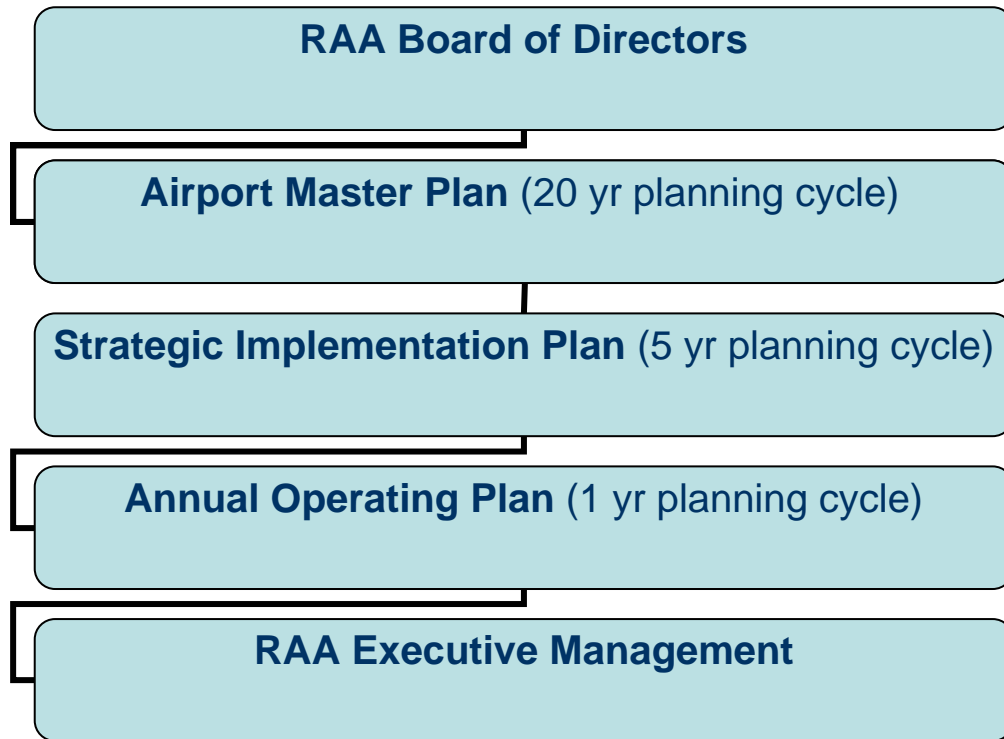 RAA Board of Directors
Airport Master Plan (20 yr planning cycle)
Strategic Implementation Plan (5 yr planning cycle)
Annual Operating Plan (1 yr planning cycle)
RAA Executive Management